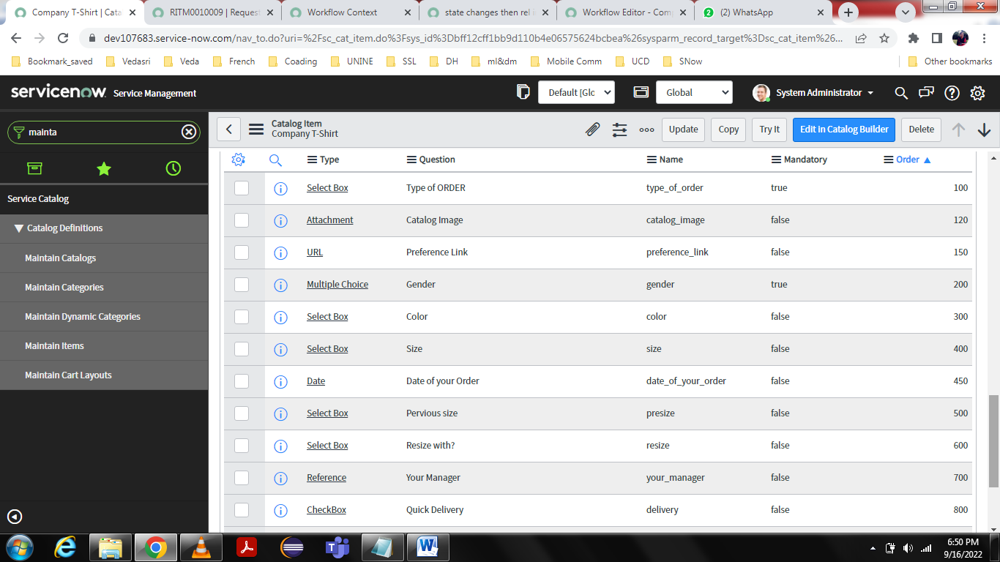 Company T-Shirt | Cata
RITM0010009 | Request
Workflow Context
state changes then rel i
Workflow Editor - Com
2
(2) WhatsApp
dev107683.service-now.com/nav_to.do?uri=%2Fsc_cat_item.do%3Fsys_id%3Dbff12cff1bb9d110b4e06575624bcbea%26sysparm_record_target%3Dsc_cat_item%26...
Bookmark_saved
Vedasri
Veda
French
Coading
UNINE
SSL
DH
ml&dm
Mobile Comm
UCD
SNow
Other bookmarks
servicenow
Service Management
Default [Glc
Global
System Administrator
mainta
Catalog Item
Company T-Shirt
Update
Copy
Try It
Edit in Catalog Builder
Delete
Service Catalog
Catalog Definitions
Maintain Catalogs
Maintain Categories
Maintain Dynamic Categories
Maintain Items
Maintain Cart Layouts
Type Question Name Mandatory Order
Select Box Type of ORDER type_of_order true 100
Attachment Catalog Image catalog_image false 120
URL Preference Link preference_link false 150
Multiple Choice Gender gender true 200
Select Box Color color false 300
Select Box Size size false 400
Date Date of your Order date_of_your_order false 450
Select Box Pervious size presize false 500
Select Box Resize with? resize false 600
Reference Your Manager your_manager false 700
CheckBox Quick Delivery delivery false 800
6:50 PM
9/16/2022